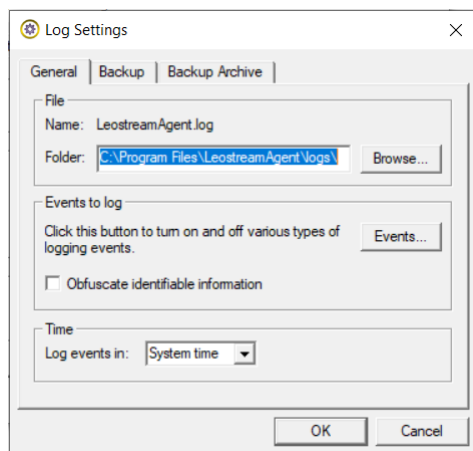 Log Settings
General
Backup
Backup Archive
File
Name: LeostreamAgent.log
Folder: C:\Program Files\LeostreamAgent\logs\ Browse...
Events to log
Click this button to turn on and off various types of
logging events.
Events...
Obfuscate identifiable information
Time
Log events in: System time
OK
Cancel